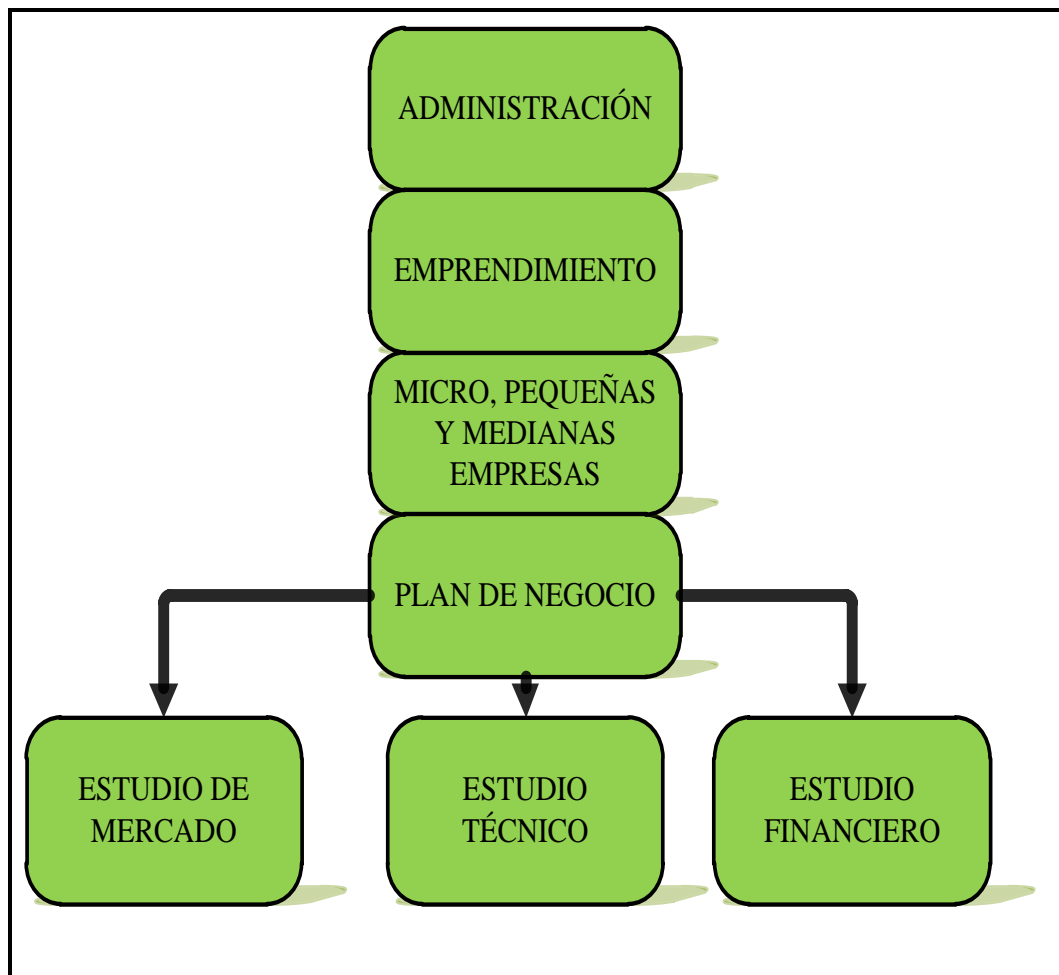 ADMINISTRACIÓN
EMPRENDIMIENTO
MICRO, PEQUEÑAS
Y MEDIANAS
EMPRESAS
PLAN DE NEGOCIO
ESTUDIO DE
MERCADO
ESTUDIO
TÉCNICO
ESTUDIO
FINANCIERO